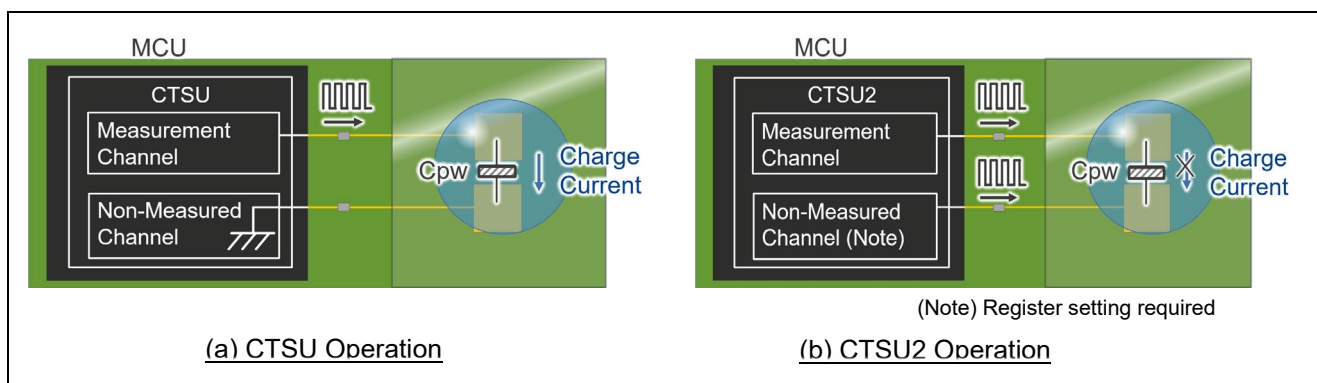 MCU
CTSU
Measurement
Channel
Non-Measured
Channel
Cpw
Charge
Current
(a) CTSU Operation
MCU
CTSU2
Measurement
Channel
Non-Measured
Channel (Note)
Cpw
Charge
Current
(Note) Register setting required
(b) CTSU2 Operation